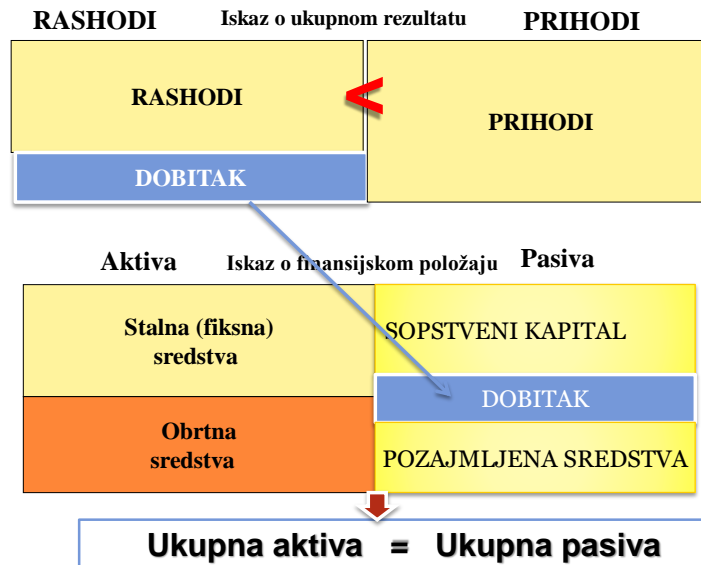 RASHODI Iskaz o ukupnom rezultatu PRIHODI
RASHODI < PRIHODI
DOBITAK
Aktiva Iskaz o finansijskom položaju Pasiva
Stalna (fiksna)
sredstva
SOPSTVENI KAPITAL
DOBITAK
Obrtna
sredstva
POZAJMLJENA SREDSTVA
Ukupna aktiva = Ukupna pasiva